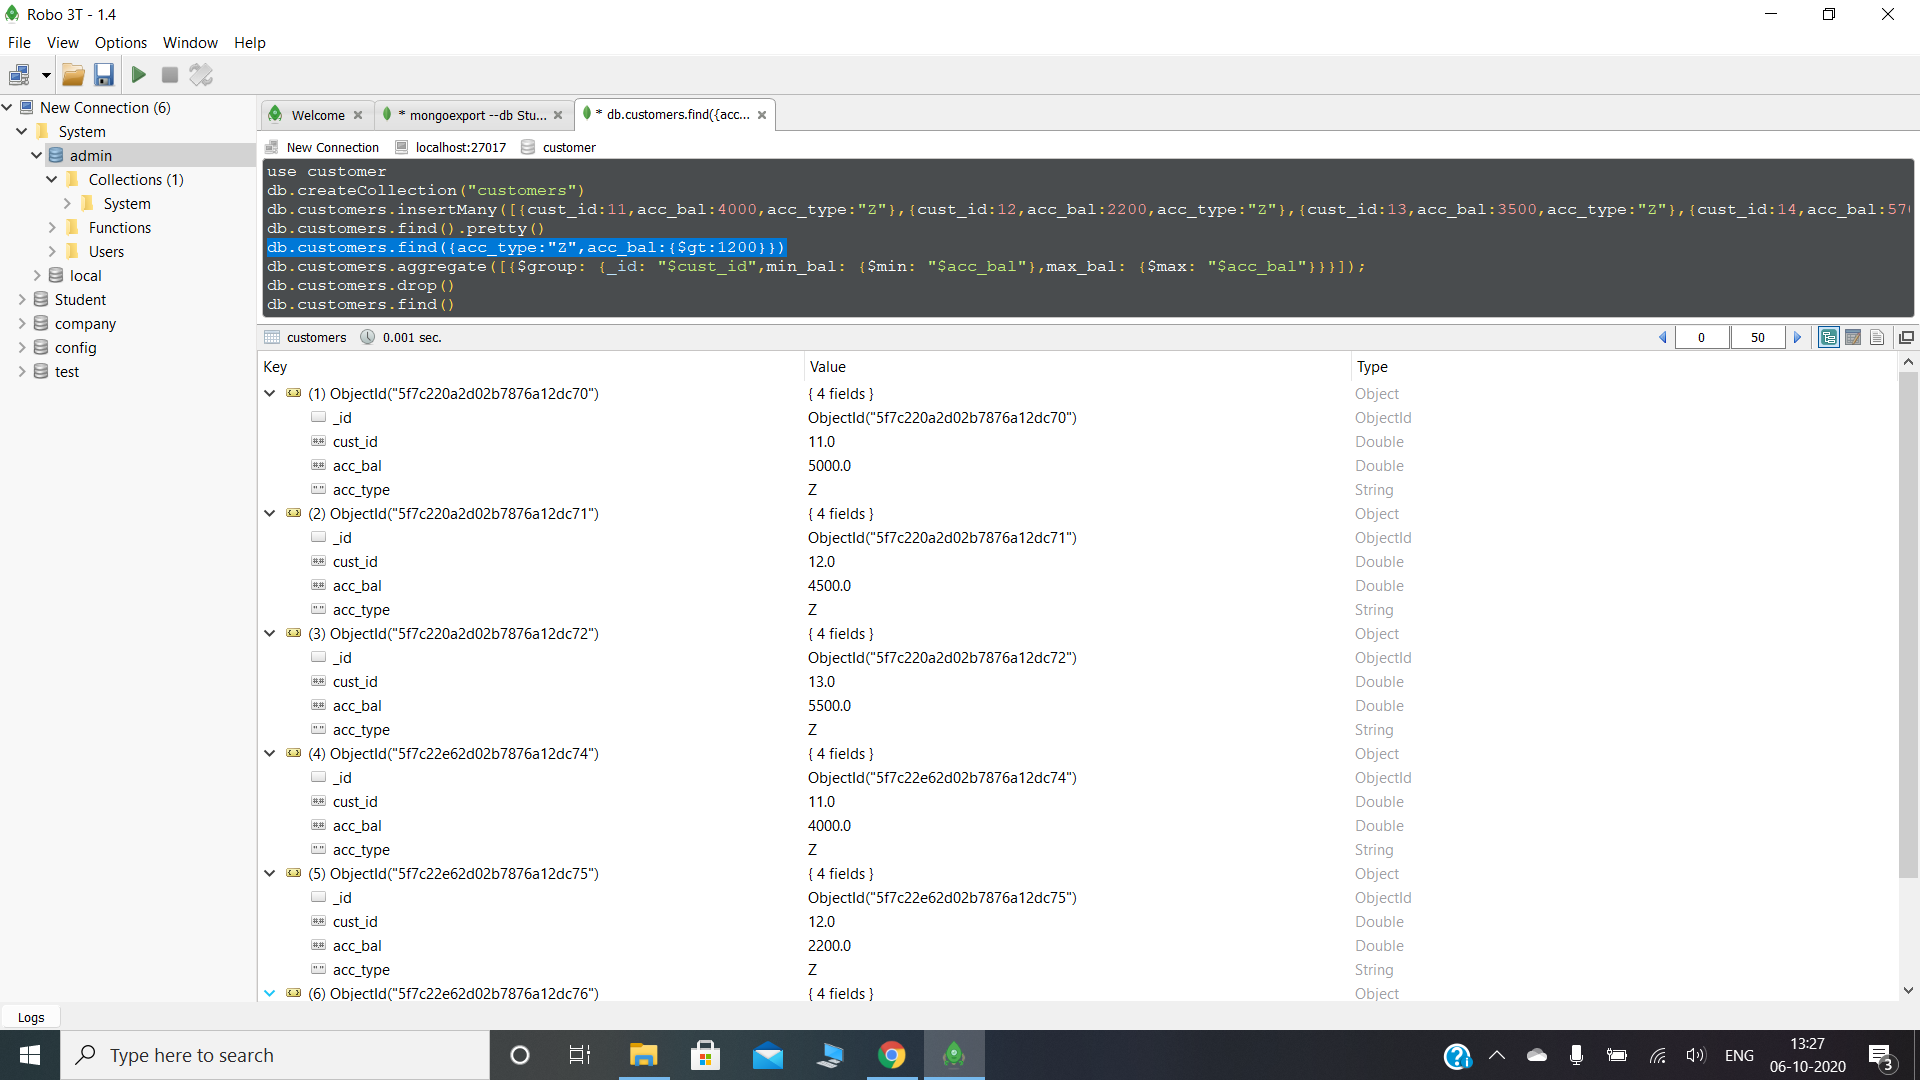 Robo 3T - 1.4
File View Options Window Help
New Connection (6)
System
admin
Collections (1)
System
Functions
Users
local
Student
company
config
test
Welcome
* mongoexport --db Stu...
* db.customers.find({acc...
New Connection localhost:27017 customer
use customer
db.createCollection("customers")
db.customers.insertMany([{cust_id:11,acc_bal:4000,acc_type:"Z"},{cust_id:12,acc_bal:2200,acc_type:"Z"},{cust_id:13,acc_bal:3500,acc_type:"Z"},{cust_id:14,acc_bal:570
db.customers.find().pretty()
db.customers.find({acc_type:"Z",acc_bal:{$gt:1200}})
db.customers.aggregate([{$group: {_id: "$cust_id",min_bal: {$min: "$acc_bal"},max_bal: {$max: "$acc_bal"}}}]);
db.customers.drop()
db.customers.find()
customers 0.001 sec. 0 50
Key Value Type
(1) ObjectId("5f7c220a2d02b7876a12dc70") { 4 fields } Object
_id ObjectId("5f7c220a2d02b7876a12dc70") ObjectId
cust_id 11.0 Double
acc_bal 5000.0 Double
acc_type Z String
(2) ObjectId("5f7c220a2d02b7876a12dc71") { 4 fields } Object
_id ObjectId("5f7c220a2d02b7876a12dc71") ObjectId
cust_id 12.0 Double
acc_bal 4500.0 Double
acc_type Z String
(3) ObjectId("5f7c220a2d02b7876a12dc72") { 4 fields } Object
_id ObjectId("5f7c220a2d02b7876a12dc72") ObjectId
cust_id 13.0 Double
acc_bal 5500.0 Double
acc_type Z String
(4) ObjectId("5f7c22e62d02b7876a12dc74") { 4 fields } Object
_id ObjectId("5f7c22e62d02b7876a12dc74") ObjectId
cust_id 11.0 Double
acc_bal 4000.0 Double
acc_type Z String
(5) ObjectId("5f7c22e62d02b7876a12dc75") { 4 fields } Object
_id ObjectId("5f7c22e62d02b7876a12dc75") ObjectId
cust_id 12.0 Double
acc_bal 2200.0 Double
acc_type Z String
(6) ObjectId("5f7c22e62d02b7876a12dc76") { 4 fields } Object
Logs
Type here to search
ENG
13:27
06-10-2020
3